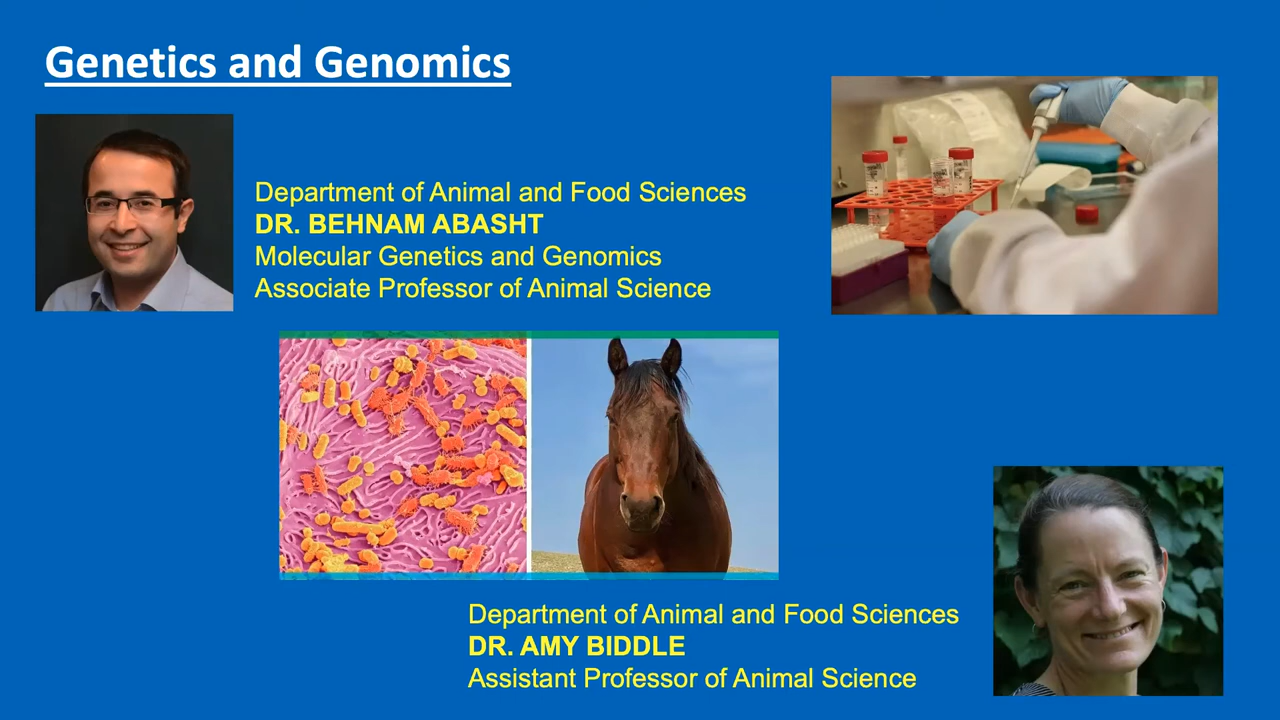 Genetics and Genomics
Department of Animal and Food Sciences
DR. BEHNAM ABASHT
Molecular Genetics and Genomics
Associate Professor of Animal Science
Department of Animal and Food Sciences
DR. AMY BIDDLE
Assistant Professor of Animal Science